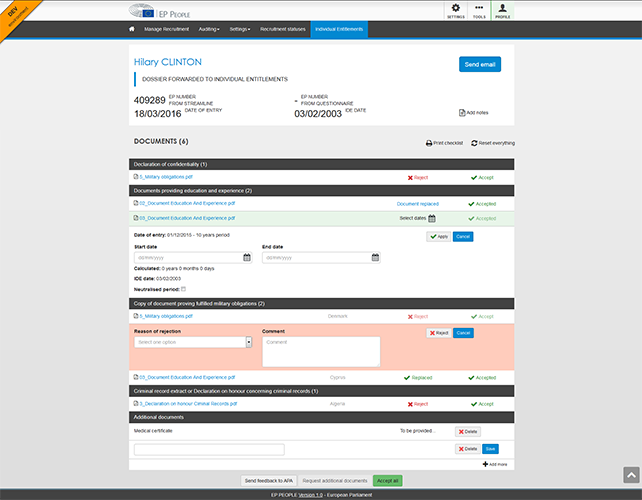 DEV
EP PEOPLE
SETTINGS
TOOLS
PROFILE
Manage Recruitment
Auditing
Settings
Recruitment statuses
Individual Entitlements
Hilary CLINTON
Send email
DOSSIER FORWARDED TO INDIVIDUAL ENTITLEMENTS
409289 EP NUMBER FROM STREAMLINE
- EP NUMBER FROM QUESTIONNAIRE
18/03/2016 DATE OF ENTRY
03/02/2003 IDE DATE
Add notes
DOCUMENTS (6)
Print checklist
Reset everything
Declaration of confidentiality (1)
5_Military obligations.pdf
Reject
Accept
Documents providing education and experience (2)
02_Document Education And Experience.pdf
Document replaced
Accepted
03_Document Education And Experience.pdf
Select dates
Accepted
Date of entry: 01/12/2015 - 10 years period
Apply
Cancel
Start date
End date
dd/mm/yyyy
dd/mm/yyyy
Calculated: 0 years 0 months 0 days
IDE date: 03/02/2003
Neutralised period:
Copy of document proving fulfilled military obligations (2)
5_Military obligations.pdf
Denmark
Reject
Accept
Reason of rejection
Comment
Reject
Cancel
Select one option
Comment
03_Document Education And Experience.pdf
Cyprus
Replaced
Accepted
Criminal record extract or Declaration on honour concerning criminal records (1)
3_Declaration on honour Criminal Records.pdf
Algeria
Reject
Accept
Additional documents
Medical certificate
To be provided...
Delete
Delete
Save
Add more
Send feedback to APA
Request additional documents
Accept all
EP PEOPLE Version 1.0 - European Parliament